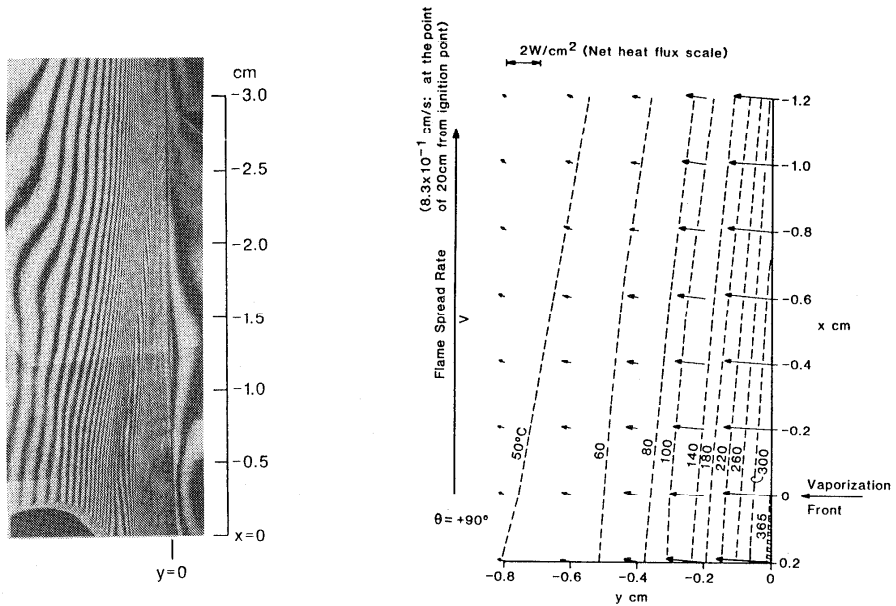 cm
-3.0
-2.5
-2.0
-1.5
-1.0
-0.5
x=0
y=0
2W/cm² (Net heat flux scale)
(8.3x10⁻¹ cm/s: at the point
of 20cm from ignition pont)
Flame Spread Rate
V
θ= +90°
50°C
60
80
100
140
180
220
260
300
365
-1.2
-1.0
-0.8
-0.6
x cm
-0.4
-0.2
0
Vaporization
Front
0.2
-0.8
-0.6
-0.4
-0.2
0
y cm